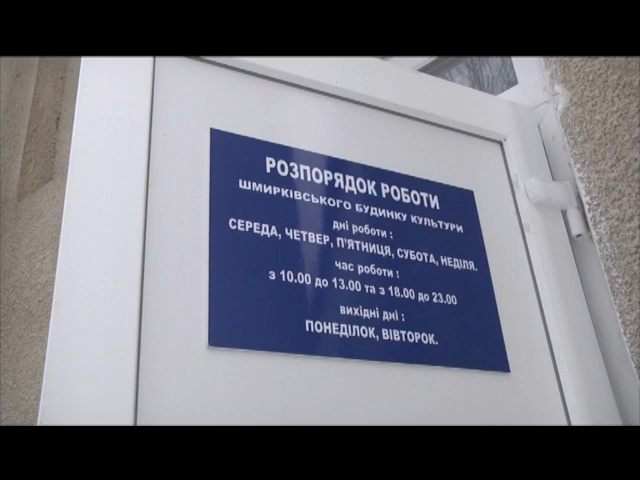 РОЗПОРЯДОК РОБОТИ
ШМИРКІВСЬКОГО БУДИНКУ КУЛЬТУРИ
дні роботи :
СЕРЕДА, ЧЕТВЕР, П'ЯТНИЦЯ, СУБОТА, НЕДІЛЯ.
час роботи :
з 10.00 до 13.00 та з 18.00 до 23.00
вихідні дні :
ПОНЕДІЛОК, ВІВТОРОК.